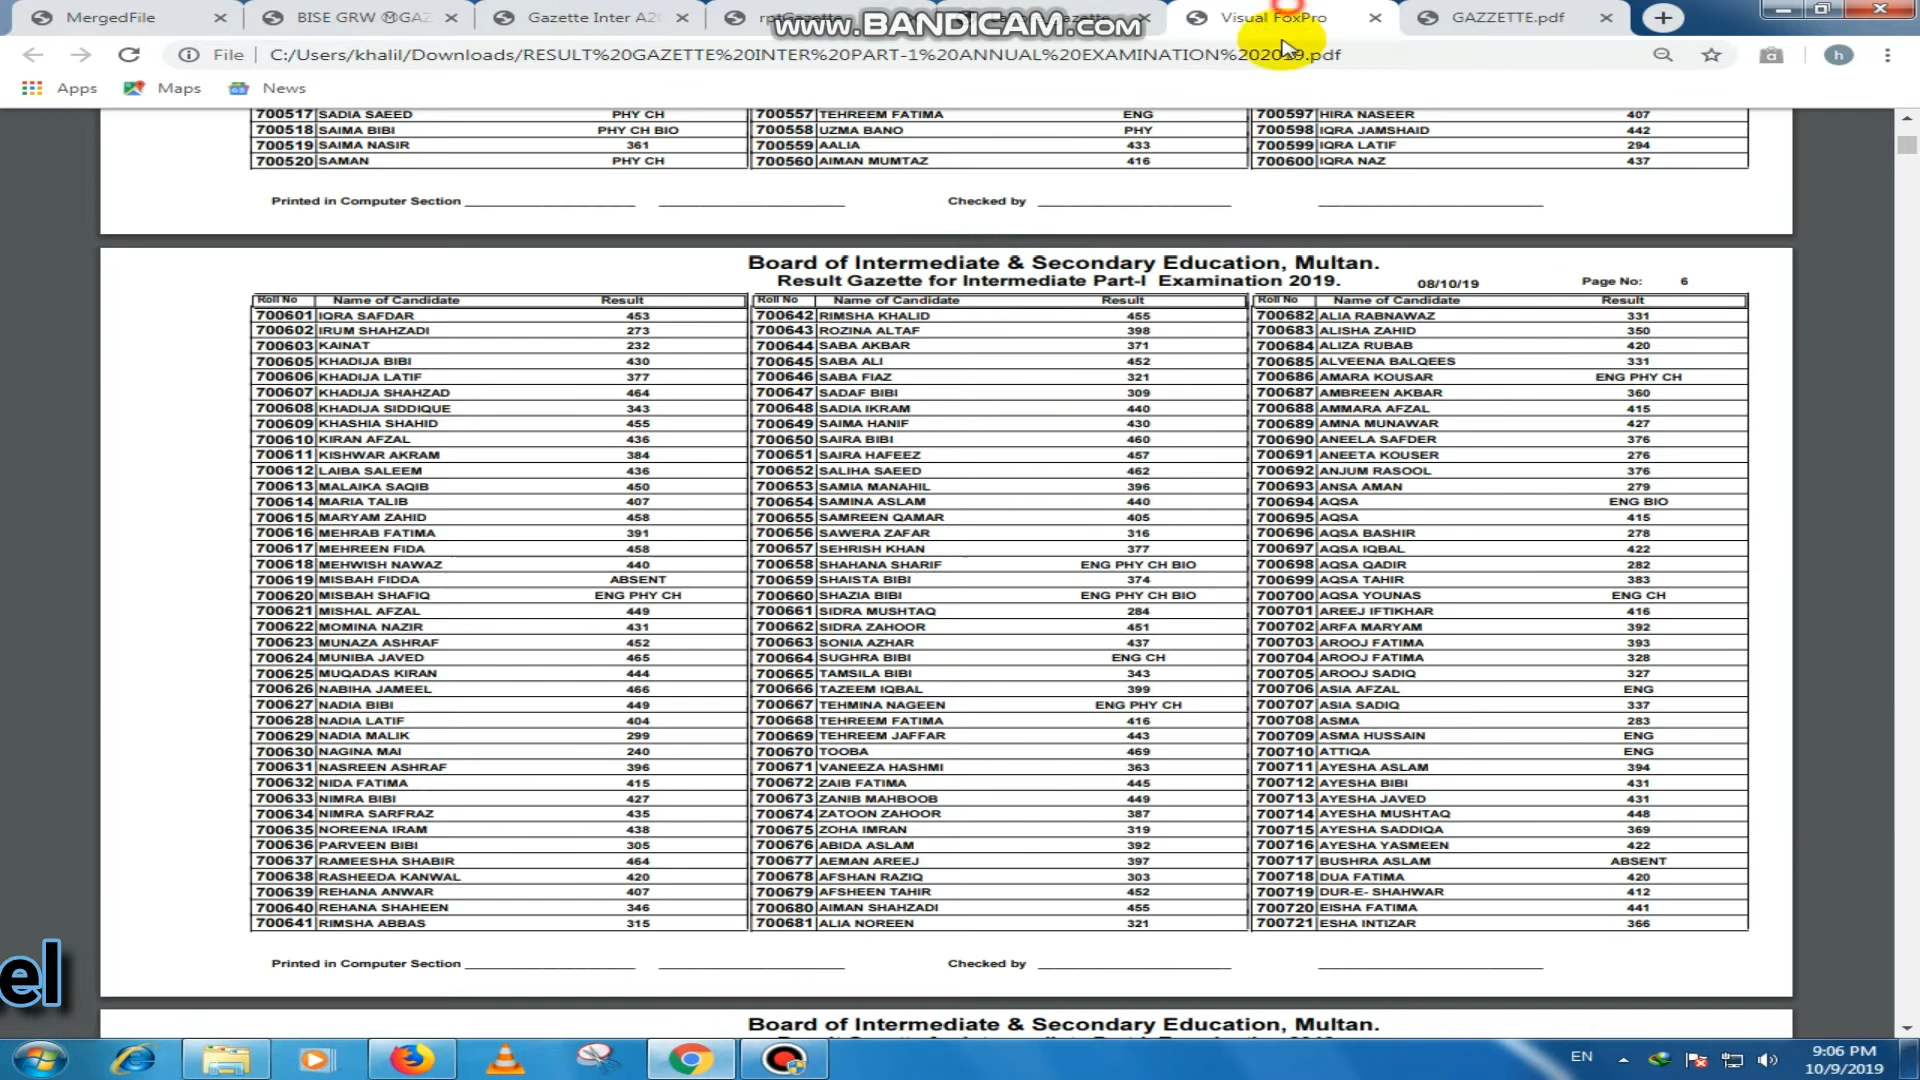 MergedFile
BISE GRW ⓂGAZ
Gazette Inter A20
rptGazette
Visual FoxPro
GAZZETTE.pdf
www.BANDICAM.com
File C:/Users/khalil/Downloads/RESULT%20GAZETTE%20INTER%20PART-1%20ANNUAL%20EXAMINATION%202019.pdf
h
Apps Maps News
700517 SADIA SAEED PHY CH 700557 TEHREEM FATIMA ENG 700597 HIRA NASEER 407
700518 SAIMA BIBI PHY CH BIO 700558 UZMA BANO PHY 700598 IQRA JAMSHAID 442
700519 SAIMA NASIR 361 700559 AALIA 433 700599 IQRA LATIF 294
700520 SAMAN PHY CH 700560 AIMAN MUMTAZ 416 700600 IQRA NAZ 437
Printed in Computer Section Checked by
Board of Intermediate & Secondary Education, Multan.
Result Gazette for Intermediate Part-I Examination 2019. 08/10/19 Page No: 6
Roll No Name of Candidate Result Roll No Name of Candidate Result Roll No Name of Candidate Result
700601 IQRA SAFDAR 453 700642 RIMSHA KHALID 455 700682 ALIA RABNAWAZ 331
700602 IRUM SHAHZADI 273 700643 ROZINA ALTAF 398 700683 ALISHA ZAHID 350
700603 KAINAT 232 700644 SABA AKBAR 371 700684 ALIZA RUBAB 420
700605 KHADIJA BIBI 430 700645 SABA ALI 452 700685 ALVEENA BALQEES 331
700606 KHADIJA LATIF 377 700646 SABA FIAZ 321 700686 AMARA KOUSAR ENG PHY CH
700607 KHADIJA SHAHZAD 464 700647 SADAF BIBI 309 700687 AMBREEN AKBAR 360
700608 KHADIJA SIDDIQUE 343 700648 SADIA IKRAM 440 700688 AMMARA AFZAL 415
700609 KHASHIA SHAHID 455 700649 SAIMA HANIF 430 700689 AMNA MUNAWAR 427
700610 KIRAN AFZAL 436 700650 SAIRA BIBI 460 700690 ANEELA SAFDER 376
700611 KISHWAR AKRAM 384 700651 SAIRA HAFEEZ 457 700691 ANEETA KOUSER 276
700612 LAIBA SALEEM 436 700652 SALIHA SAEED 462 700692 ANJUM RASOOL 376
700613 MALAIKA SAQIB 450 700653 SAMIA MANAHIL 396 700693 ANSA AMAN 279
700614 MARIA TALIB 407 700654 SAMINA ASLAM 440 700694 AQSA ENG BIO
700615 MARYAM ZAHID 458 700655 SAMREEN QAMAR 405 700695 AQSA 415
700616 MEHRAB FATIMA 391 700656 SAWERA ZAFAR 316 700696 AQSA BASHIR 278
700617 MEHREEN FIDA 458 700657 SEHRISH KHAN 377 700697 AQSA IQBAL 422
700618 MEHWISH NAWAZ 440 700658 SHAHANA SHARIF ENG PHY CH BIO 700698 AQSA QADIR 282
700619 MISBAH FIDDA ABSENT 700659 SHAISTA BIBI 374 700699 AQSA TAHIR 383
700620 MISBAH SHAFIQ ENG PHY CH 700660 SHAZIA BIBI ENG PHY CH BIO 700700 AQSA YOUNAS ENG CH
700621 MISHAL AFZAL 449 700661 SIDRA MUSHTAQ 284 700701 AREEJ IFTIKHAR 416
700622 MOMINA NAZIR 431 700662 SIDRA ZAHOOR 451 700702 ARFA MARYAM 392
700623 MUNAZA ASHRAF 452 700663 SONIA AZHAR 437 700703 AROOJ FATIMA 393
700624 MUNIBA JAVED 465 700664 SUGHRA BIBI ENG CH 700704 AROOJ FATIMA 328
700625 MUQADAS KIRAN 444 700665 TAMSILA BIBI 343 700705 AROOJ SADIQ 327
700626 NABIHA JAMEEL 466 700666 TAZEEM IQBAL 399 700706 ASIA AFZAL ENG
700627 NADIA BIBI 449 700667 TEHMINA NAGEEN ENG PHY CH 700707 ASIA SADIQ 337
700628 NADIA LATIF 404 700668 TEHREEM FATIMA 416 700708 ASMA 283
700629 NADIA MALIK 299 700669 TEHREEM JAFFAR 443 700709 ASMA HUSSAIN ENG
700630 NAGINA MAI 240 700670 TOOBA 469 700710 ATTIQA ENG
700631 NASREEN ASHRAF 396 700671 VANEEZA HASHMI 363 700711 AYESHA ASLAM 394
700632 NIDA FATIMA 415 700672 ZAIB FATIMA 445 700712 AYESHA BIBI 431
700633 NIMRA BIBI 427 700673 ZANIB MAHBOOB 449 700713 AYESHA JAVED 431
700634 NIMRA SARFRAZ 435 700674 ZATOON ZAHOOR 387 700714 AYESHA MUSHTAQ 448
700635 NOREENA IRAM 438 700675 ZOHA IMRAN 319 700715 AYESHA SADDIQA 369
700636 PARVEEN BIBI 305 700676 ABIDA ASLAM 392 700716 AYESHA YASMEEN 422
700637 RAMEESHA SHABIR 464 700677 AEMAN AREEJ 397 700717 BUSHRA ASLAM ABSENT
700638 RASHEEDA KANWAL 420 700678 AFSHAN RAZIQ 303 700718 DUA FATIMA 420
700639 REHANA ANWAR 407 700679 AFSHEEN TAHIR 452 700719 DUR-E- SHAHWAR 412
700640 REHANA SHAHEEN 346 700680 AIMAN SHAHZADI 455 700720 EISHA FATIMA 441
700641 RIMSHA ABBAS 315 700681 ALIA NOREEN 321 700721 ESHA INTIZAR 366
Printed in Computer Section Checked by
el
Board of Intermediate & Secondary Education, Multan.
EN
9:06 PM
10/9/2019